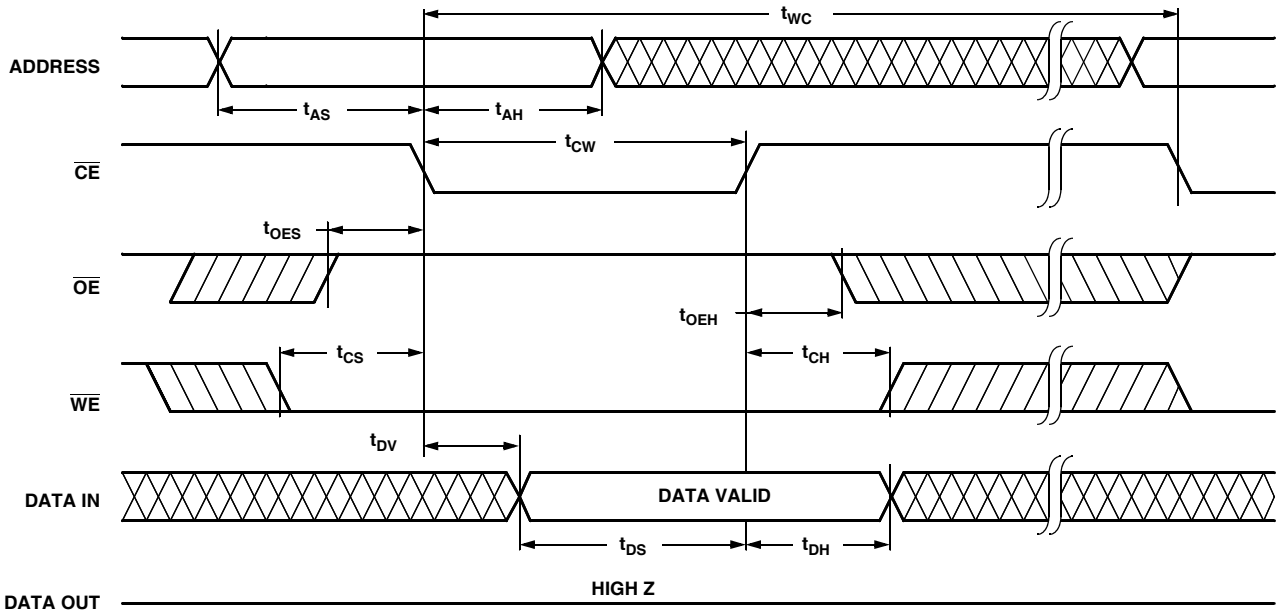 tWC
ADDRESS
tAS
tAH
tCW
CE
tOES
OE
tOEH
tCS
tCH
WE
tDV
DATA IN
DATA VALID
tDS
tDH
HIGH Z
DATA OUT